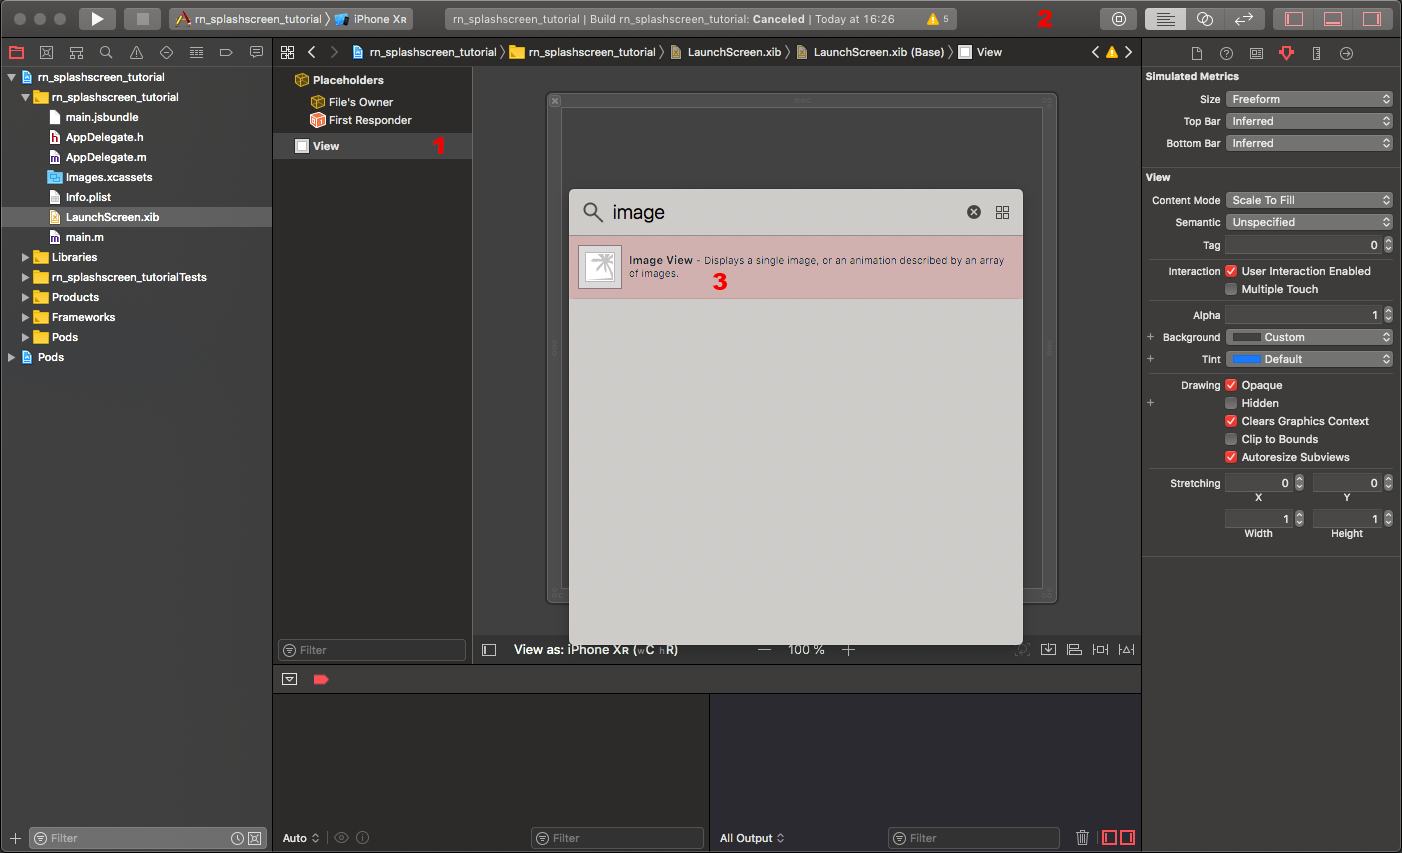 rn_splashscreen_tutorial
iPhone XR
rn_splashscreen_tutorial | Build rn_splashscreen_tutorial: Canceled | Today at 16:26
5
2
rn_splashscreen_tutorial
rn_splashscreen_tutorial
LaunchScreen.xib
LaunchScreen.xib (Base)
View
rn_splashscreen_tutorial
rn_splashscreen_tutorial
main.jsbundle
AppDelegate.h
AppDelegate.m
Images.xcassets
Info.plist
LaunchScreen.xib
main.m
Libraries
rn_splashscreen_tutorialTests
Products
Frameworks
Pods
Pods
Filter
Placeholders
File's Owner
First Responder
View
1
Filter
image
Image View - Displays a single image, or an animation described by an array
of images.
3
View as: iPhone XR (wC hR)
100 %
Auto
Filter
All Output
Filter
Simulated Metrics
Size Freeform
Top Bar Inferred
Bottom Bar Inferred
View
Content Mode Scale To Fill
Semantic Unspecified
Tag 0
Interaction User Interaction Enabled
Multiple Touch
Alpha 1
Background Custom
Tint Default
Drawing Opaque
Hidden
Clears Graphics Context
Clip to Bounds
Autoresize Subviews
Stretching 0 0
X Y
1 1
Width Height